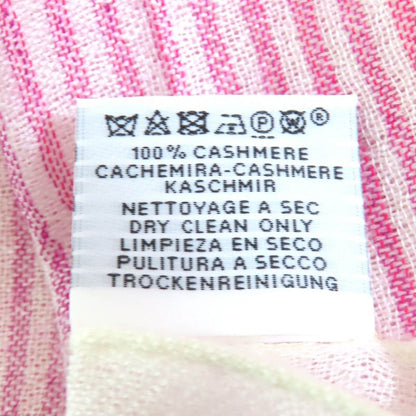 100% CASHMERE
CACHEMIRA-CASHMERE
KASCHMIR
NETTOYAGE A SEC
DRY CLEAN ONLY
LIMPIEZA EN SECO
PULITURA A SECCO
TROCKENREINIGUNG